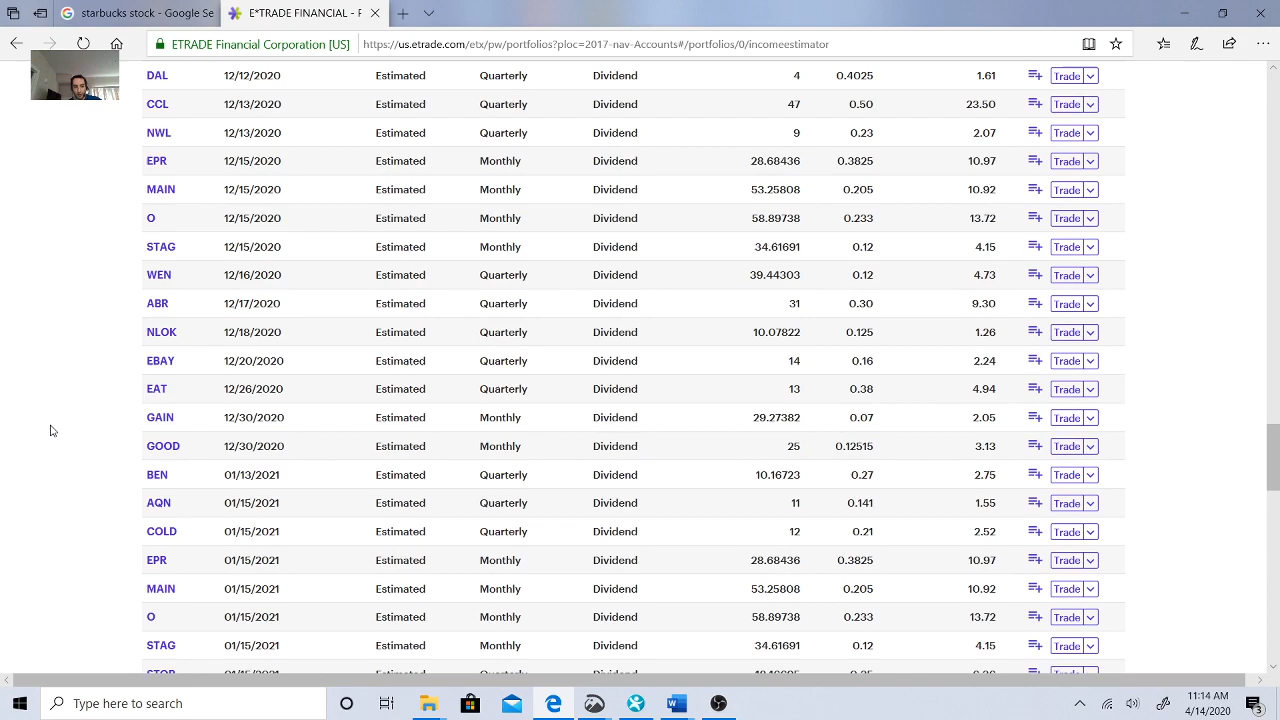 starbucks google Se
E*TRADE FINANCIAL - F
ETRADE Financial Corporation [US]
https://us.etrade.com/etx/pw/portfolios?ploc=2017-nav-Accounts#/portfolios/0/incomeestimator
DAL 12/12/2020 Estimated Quarterly Dividend 4 0.4025 1.61 Trade
CCL 12/13/2020 Estimated Quarterly Dividend 47 0.50 23.50 Trade
NWL 12/13/2020 Estimated Quarterly Dividend 9 0.23 2.07 Trade
EPR 12/15/2020 Estimated Monthly Dividend 28.68436 0.3825 10.97 Trade
MAIN 12/15/2020 Estimated Monthly Dividend 53.25808 0.205 10.92 Trade
O 12/15/2020 Estimated Monthly Dividend 58.89738 0.233 13.72 Trade
STAG 12/15/2020 Estimated Monthly Dividend 34.61691 0.12 4.15 Trade
WEN 12/16/2020 Estimated Quarterly Dividend 39.44303 0.12 4.73 Trade
ABR 12/17/2020 Estimated Quarterly Dividend 31 0.30 9.30 Trade
NLOK 12/18/2020 Estimated Quarterly Dividend 10.07822 0.125 1.26 Trade
EBAY 12/20/2020 Estimated Quarterly Dividend 14 0.16 2.24 Trade
EAT 12/26/2020 Estimated Quarterly Dividend 13 0.38 4.94 Trade
GAIN 12/30/2020 Estimated Monthly Dividend 29.27382 0.07 2.05 Trade
GOOD 12/30/2020 Estimated Monthly Dividend 25 0.1252 3.13 Trade
BEN 01/13/2021 Estimated Quarterly Dividend 10.16723 0.27 2.75 Trade
AQN 01/15/2021 Estimated Quarterly Dividend 11 0.141 1.55 Trade
COLD 01/15/2021 Estimated Quarterly Dividend 12 0.21 2.52 Trade
EPR 01/15/2021 Estimated Monthly Dividend 28.68436 0.3825 10.97 Trade
MAIN 01/15/2021 Estimated Monthly Dividend 53.25808 0.205 10.92 Trade
O 01/15/2021 Estimated Monthly Dividend 58.89738 0.233 13.72 Trade
STAG 01/15/2021 Estimated Monthly Dividend 34.61691 0.12 4.15 Trade
Type here to search
11:14 AM
4/14/2020
3